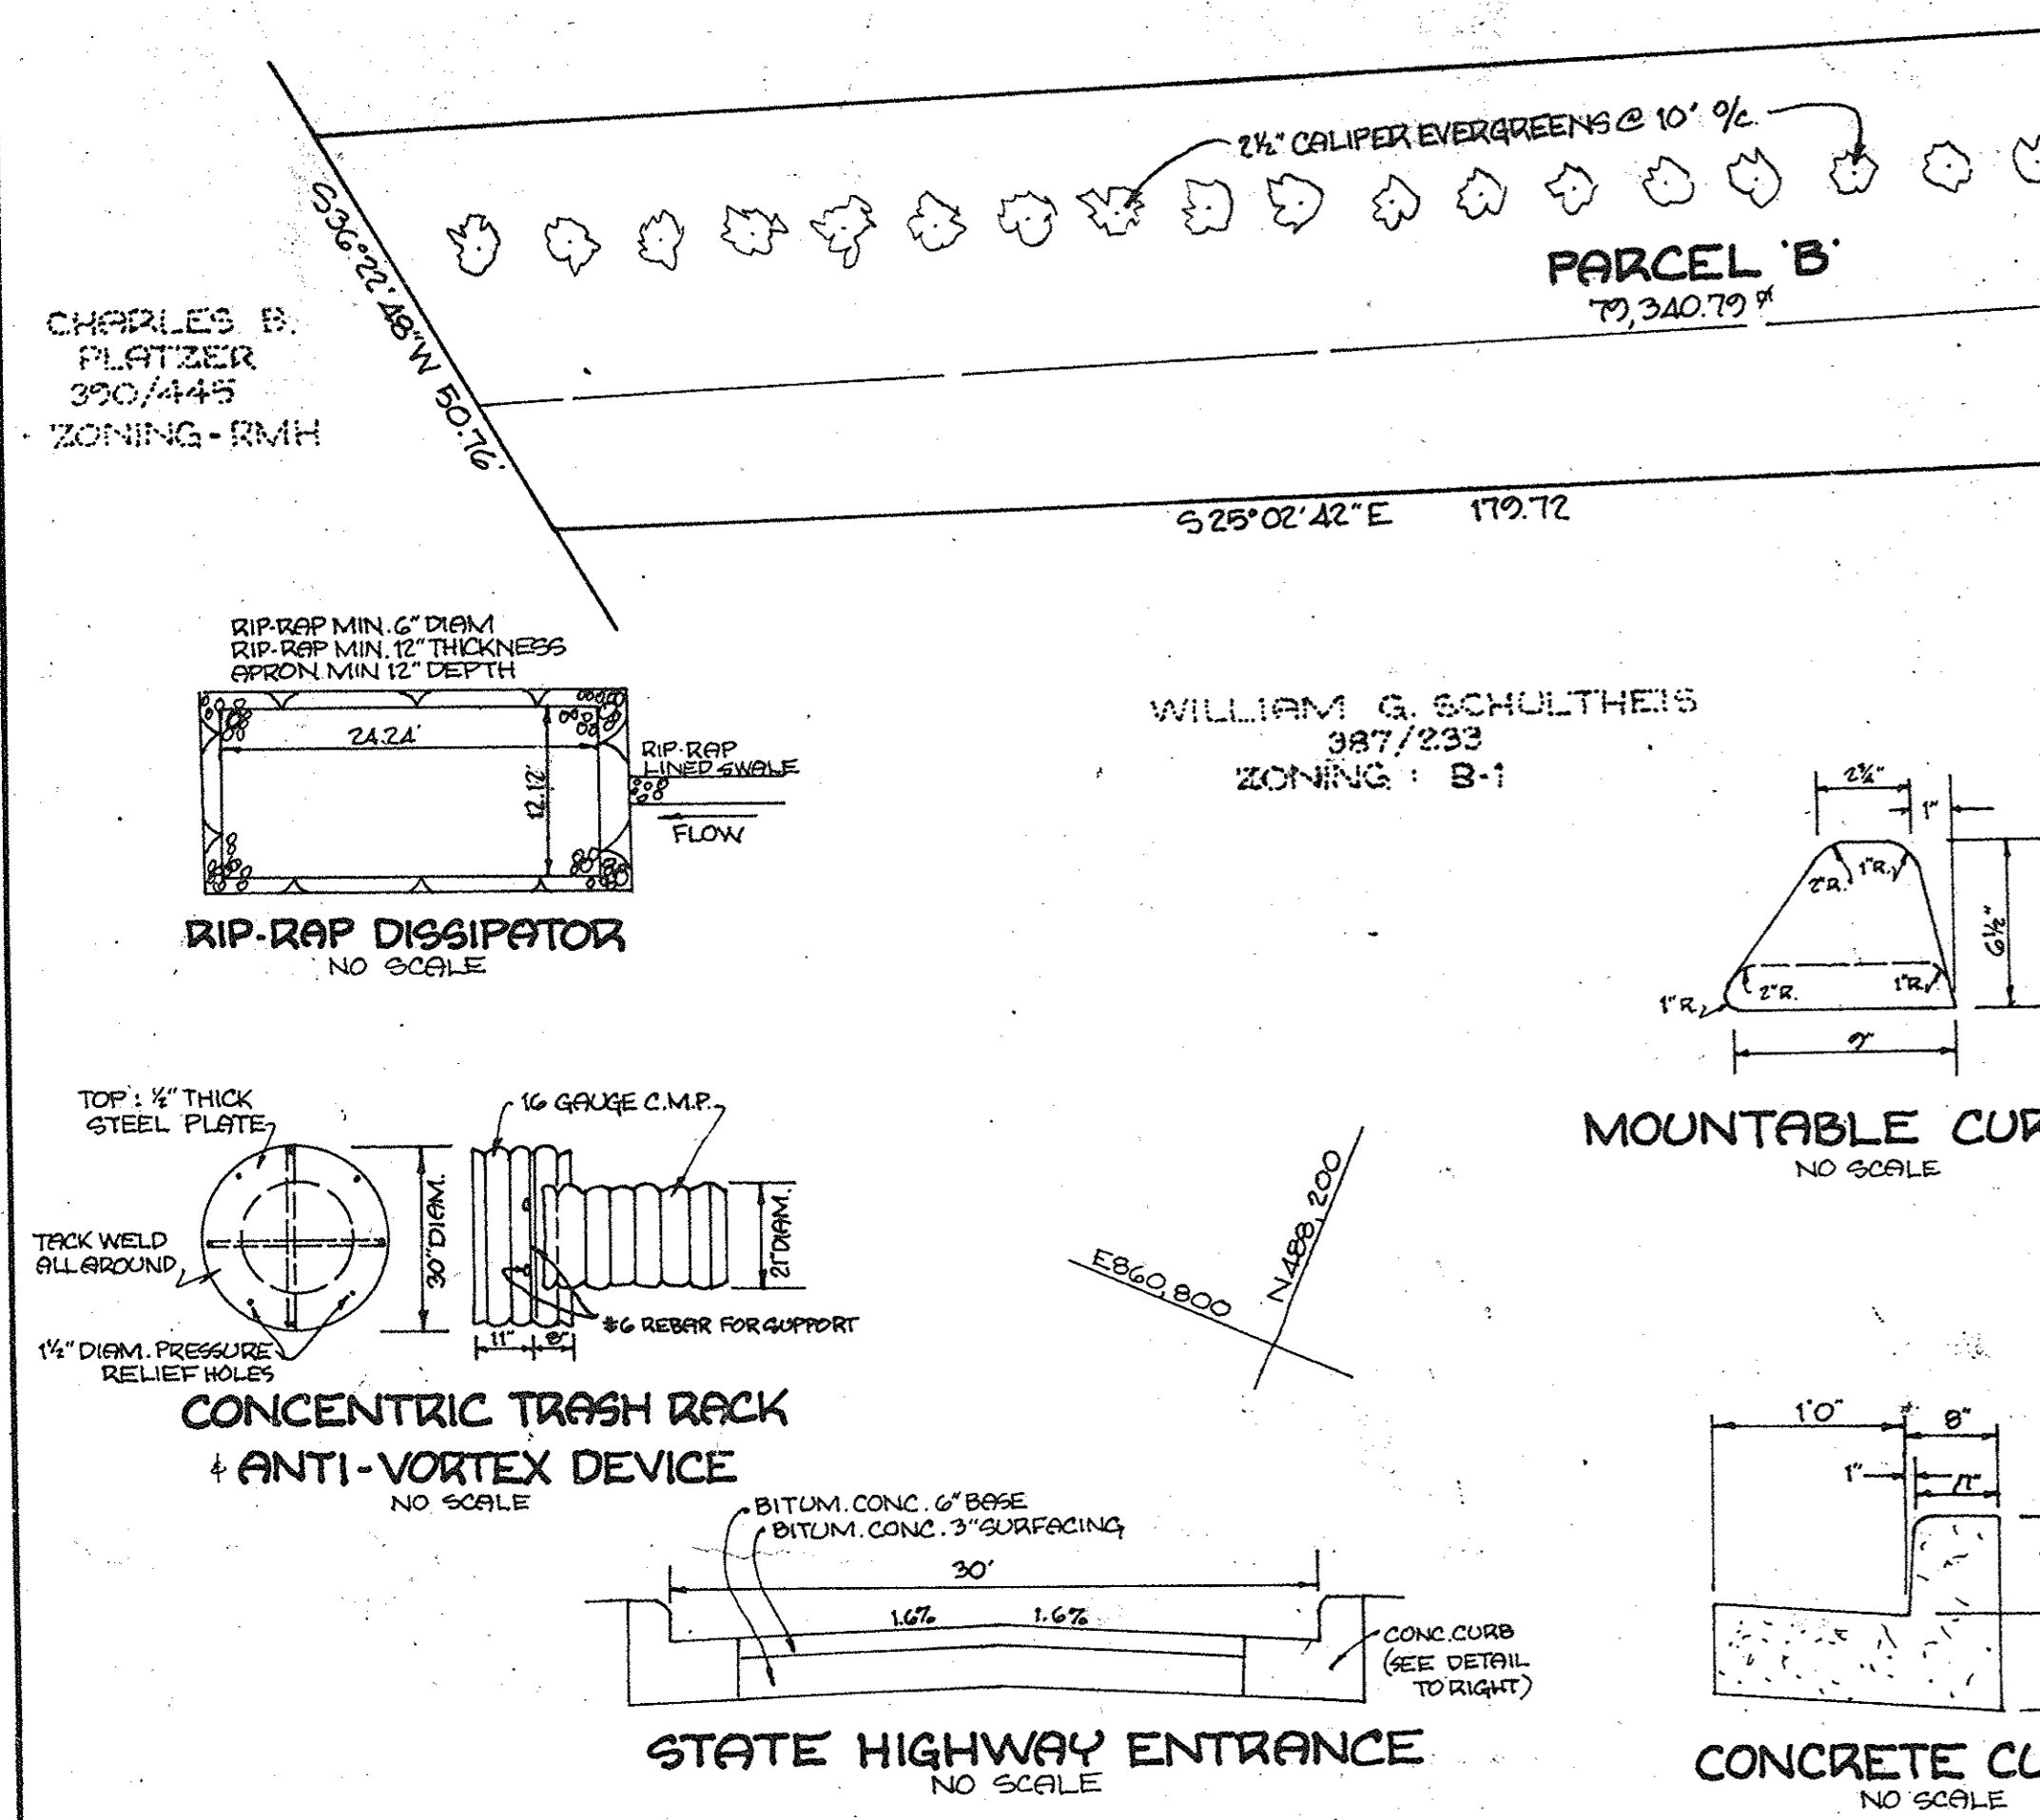 2½" CALIPER EVERGREENS @ 10' o/c.
S36°22'48"W 50.76'
PARCEL 'B'
79,340.79
CHARLES B.
PLATZER
390/445
ZONING-RMH
S25°02'42"E 179.72
RIP-RAP MIN. 6" DIAM
RIP-RAP MIN. 12" THICKNESS
APRON MIN 12" DEPTH
24.24'
12.12'
RIP-RAP
LINED SWALE
FLOW
RIP-RAP DISSIPATOR
NO SCALE
WILLIAM G. SCHULTHEIS
387/233
ZONING : B-1
1"
2"R.
1"R.
6½"
2"R.
1"R.
1"R.
9"
MOUNTABLE CUR
NO SCALE
TOP: ½" THICK
STEEL PLATE
16 GAUGE C.M.P.
30" DIAM.
21" DIAM.
TACK WELD
ALL AROUND
#6 REBAR FOR SUPPORT
11" 8"
1½" DIAM. PRESSURE
RELIEF HOLES
CONCENTRIC TRASH RACK
& ANTI-VORTEX DEVICE
NO SCALE
E860,800
N488,200
BITUM. CONC. 6" BASE
BITUM. CONC. 3" SURFACING
30'
1.6% 1.6%
CONC. CURB
(SEE DETAIL
TO RIGHT)
STATE HIGHWAY ENTRANCE
NO SCALE
1'0" 8"
1"
CONCRETE CU
NO SCALE